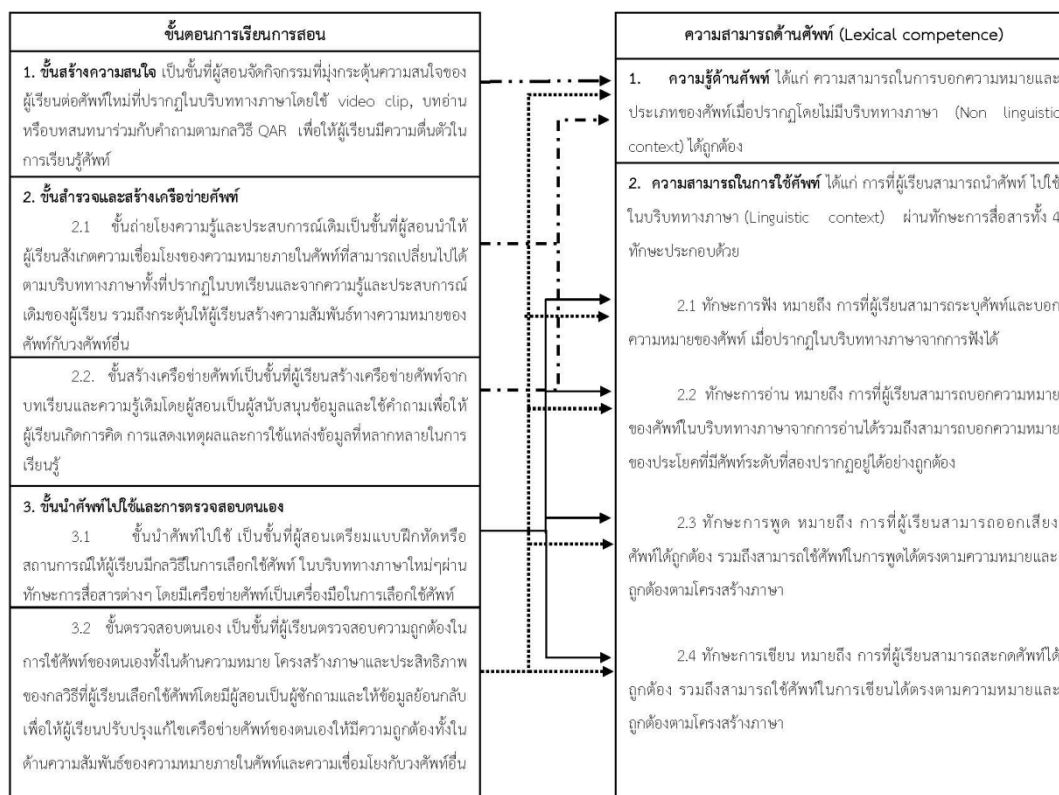 ขั้นตอนการเรียนการสอน
1. ขั้นสร้างความสนใจ เป็นขั้นที่ผู้สอนจัดกิจกรรมที่มุ่งกระตุ้นความสนใจของ
ผู้เรียนต่อศัพท์ใหม่ที่ปรากฏในบริบททางภาษาโดยใช้ video clip, บทอ่าน
หรือบทสนทนาร่วมกับคำถามตามกลวิธี QAR เพื่อให้ผู้เรียนมีความตื่นตัวใน
การเรียนรู้ศัพท์
2. ขั้นสำรวจและสร้างเครือข่ายศัพท์
2.1 ขั้นถ่ายโยงความรู้และประสบการณ์เดิมเป็นขั้นที่ผู้สอนนำให้
ผู้เรียนสังเกตความเชื่อมโยงของความหมายภายในศัพท์ที่สามารถเปลี่ยนไปได้
ตามบริบททางภาษาทั้งที่ปรากฏในบทเรียนและจากความรู้และประสบการณ์
เดิมของผู้เรียน รวมถึงกระตุ้นให้ผู้เรียนสร้างความสัมพันธ์ทางความหมายของ
ศัพท์กับวงศัพท์อื่น
2.2. ขั้นสร้างเครือข่ายศัพท์เป็นขั้นที่ผู้เรียนสร้างเครือข่ายศัพท์จาก
บทเรียนและความรู้เดิมโดยผู้สอนเป็นผู้สนับสนุนข้อมูลและใช้คำถามเพื่อให้
ผู้เรียนเกิดการคิด การแสดงเหตุผลและการใช้แหล่งข้อมูลที่หลากหลายในการ
เรียนรู้
3. ขั้นนำศัพท์ไปใช้และการตรวจสอบตนเอง
3.1 ขั้นนำศัพท์ไปใช้ เป็นขั้นที่ผู้สอนเตรียมแบบฝึกหัดหรือ
สถานการณ์ให้ผู้เรียนมีกลวิธีในการเลือกใช้ศัพท์ ในบริบททางภาษาใหม่ๆผ่าน
ทักษะการสื่อสารต่างๆ โดยมีเครือข่ายศัพท์เป็นเครื่องมือในการเลือกใช้ศัพท์
3.2 ขั้นตรวจสอบตนเอง เป็นขั้นที่ผู้เรียนตรวจสอบความถูกต้องใน
การใช้ศัพท์ของตนเองทั้งในด้านความหมาย โครงสร้างภาษาและประสิทธิภาพ
ของกลวิธีที่ผู้เรียนเลือกใช้ศัพท์โดยมีผู้สอนเป็นผู้ซักถามและให้ข้อมูลย้อนกลับ
เพื่อให้ผู้เรียนปรับปรุงแก้ไขเครือข่ายศัพท์ของตนเองให้มีความถูกต้องทั้งใน
ด้านความสัมพันธ์ของความหมายภายในศัพท์และความเชื่อมโยงกับวงศัพท์อื่น
ความสามารถด้านศัพท์ (Lexical competence)
1. ความรู้ด้านศัพท์ ได้แก่ ความสามารถในการบอกความหมายและ
ประเภทของศัพท์เมื่อปรากฏโดยไม่มีบริบททางภาษา (Non linguistic
context) ได้ถูกต้อง
2. ความสามารถในการใช้ศัพท์ ได้แก่ การที่ผู้เรียนสามารถนำศัพท์ ไปใช้
ในบริบททางภาษา (Linguistic context) ผ่านทักษะการสื่อสารทั้ง 4
ทักษะประกอบด้วย
2.1 ทักษะการฟัง หมายถึง การที่ผู้เรียนสามารถระบุศัพท์และบอก
ความหมายของศัพท์ เมื่อปรากฏในบริบททางภาษาจากการฟังได้
2.2 ทักษะการอ่าน หมายถึง การที่ผู้เรียนสามารถบอกความหมาย
ของศัพท์ในบริบททางภาษาจากการอ่านได้รวมถึงสามารถบอกความหมาย
ของประโยคที่มีศัพท์ระดับที่สองปรากฏอยู่ได้อย่างถูกต้อง
2.3 ทักษะการพูด หมายถึง การที่ผู้เรียนสามารถออกเสียง
ศัพท์ได้ถูกต้อง รวมถึงสามารถใช้ศัพท์ในการพูดได้ตรงตามความหมายและ
ถูกต้องตามโครงสร้างภาษา
2.4 ทักษะการเขียน หมายถึง การที่ผู้เรียนสามารถสะกดศัพท์ได้
ถูกต้อง รวมถึงสามารถใช้ศัพท์ในการเขียนได้ตรงตามความหมายและ
ถูกต้องตามโครงสร้างภาษา